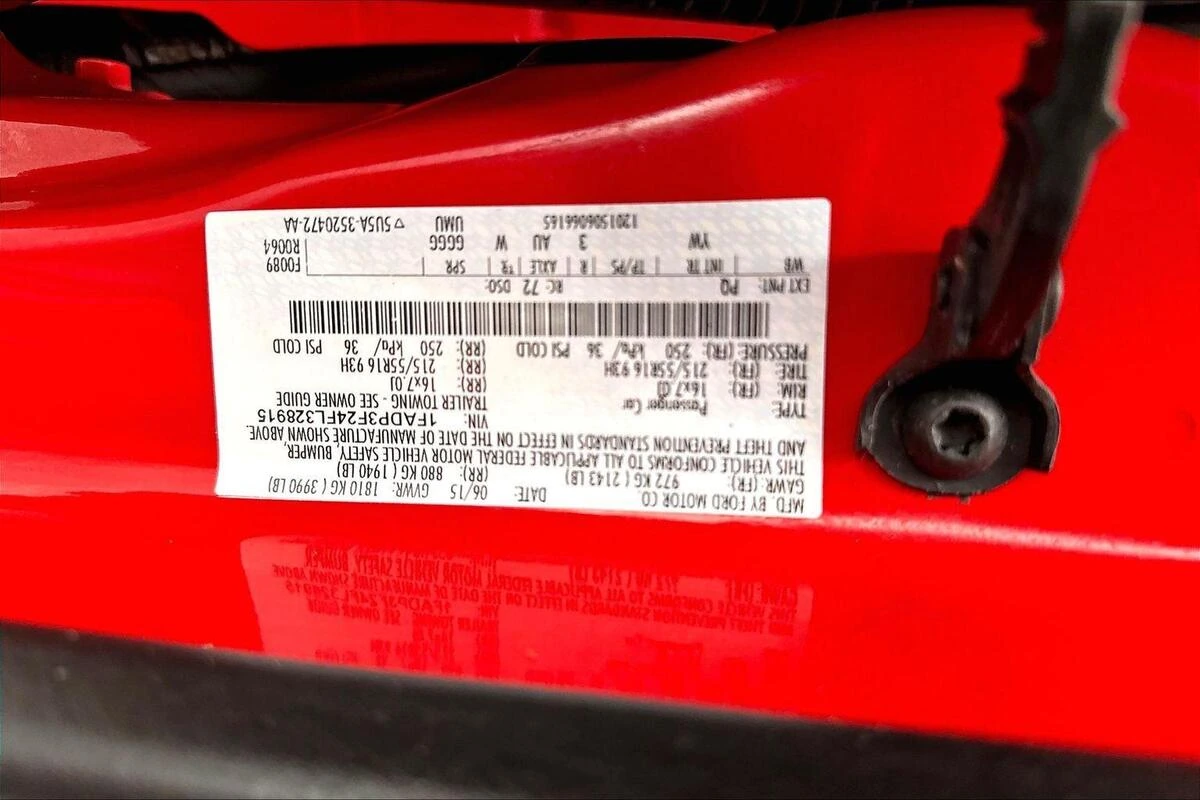 MFD. BY FORD MOTOR CO. DATE: 06/15 GVWR: 1810 KG ( 3990 LB)
GAWR: (FR): 972 KG ( 2143 LB) (RR): 880 KG ( 1940 LB)
THIS VEHICLE CONFORMS TO ALL APPLICABLE FEDERAL MOTOR VEHICLE SAFETY, BUMPER,
AND THEFT PREVENTION STANDARDS IN EFFECT ON THE DATE OF MANUFACTURE SHOWN ABOVE.
VIN: 1FADP3F24FL328915
TYPE: Passenger Car TRAILER TOWING - SEE OWNER GUIDE
RIM: (FR): 16x7.0J (RR): 16x7.0J
TIRE: (FR): 215/55R16 93H (RR): 215/55R16 93H
PRESSURE: (FR): 250 kPa/ 36 PSI COLD (RR): 250 kPa/ 36 PSI COLD
EXT PNT: PQ RC: 72 DSO:
WB INT TR TP/PS R AXLE TR SPR F0089
YW 3 AU W GGGG R0064
1201506066165 UMU ▽ 5U5A-3520472-AA